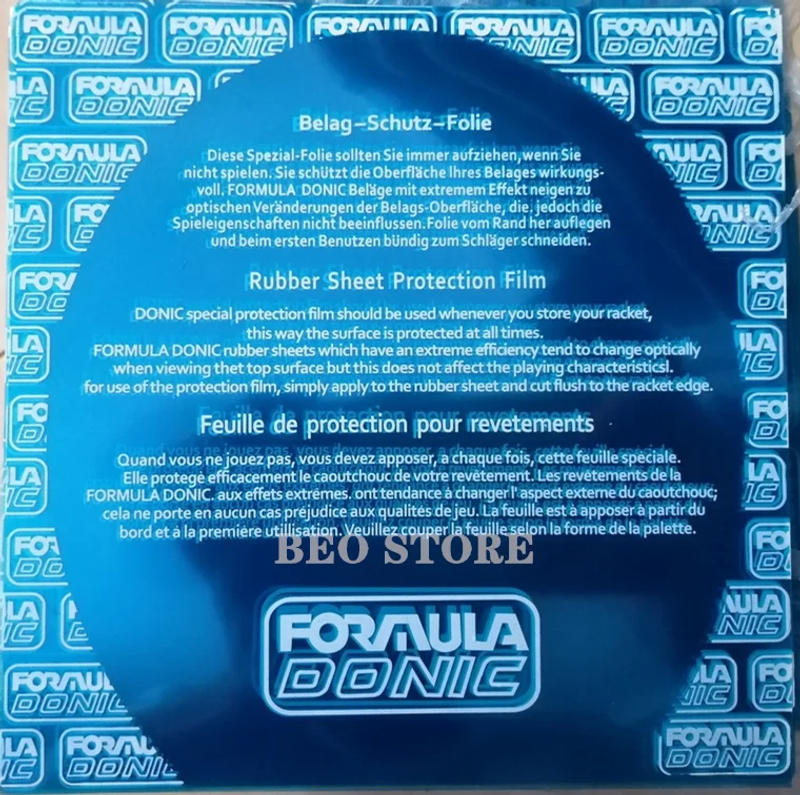 FORMULA DONIC
Belag-Schutz-Folie
Diese Spezial-Folie sollten Sie immer aufziehen, wenn Sie
nicht spielen. Sie schützt die Oberfläche Ihres Belages wirkungs-
voll. FORMULA DONIC Beläge mit extremem Effekt neigen zu
optischen Veränderungen der Belags-Oberfläche, die. jedoch die
Spieleigenschaften nicht beeinflussen. Folie vom Rand her auflegen
und beim ersten Benutzen bündig zum Schläger schneiden.
Rubber Sheet Protection Film
DONIC special protection film should be used whenever you store your racket,
this way the surface is protected at all times.
FORMULA DONIC rubber sheets which have an extreme efficiency tend to change optically
when viewing thet top surface but this does not affect the playing characteristicsl.
for use of the protection film, simply apply to the rubber sheet and cut flush to the racket edge.
Feuille de protection pour revetements
Quand vous ne jouez pas, vous devez apposer, a chaque fois, cette feuille spéciale.
Elle protegé efficacement le caoutchouc de votre revêtement. Les revétements de la
FORMULA DONIC. aux effets extrémes. ont tendance à changer l' aspect externe du caoutchouc;
cela ne porte en aucun cas préjudice aux qualités de jeu. La feuille est à apposer à partir du
bord et à la première utillisation. Veuillez couper la feuille selon la forme de la palette.
BEO STORE
FORMULA
DONIC